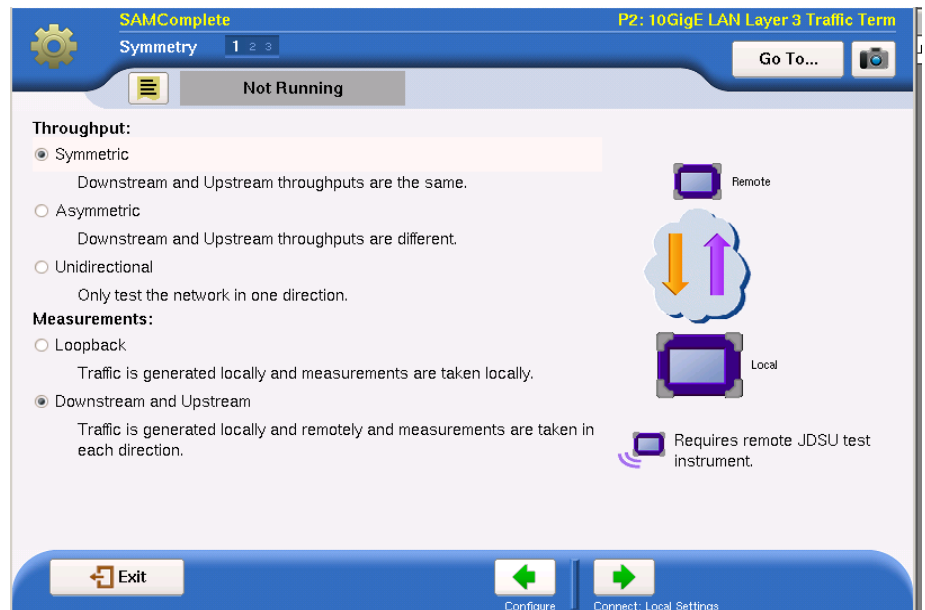 SAMComplete
P2: 10GigE LAN Layer 3 Traffic Term
Symmetry
1 2 3
Go To...
Not Running
Throughput:
Symmetric
Downstream and Upstream throughputs are the same.
Asymmetric
Downstream and Upstream throughputs are different.
Unidirectional
Only test the network in one direction.
Measurements:
Loopback
Traffic is generated locally and measurements are taken locally.
Downstream and Upstream
Traffic is generated locally and remotely and measurements are taken in
each direction.
Remote
Local
Requires remote JDSU test
instrument.
Exit
Configure
Connect: Local Settings